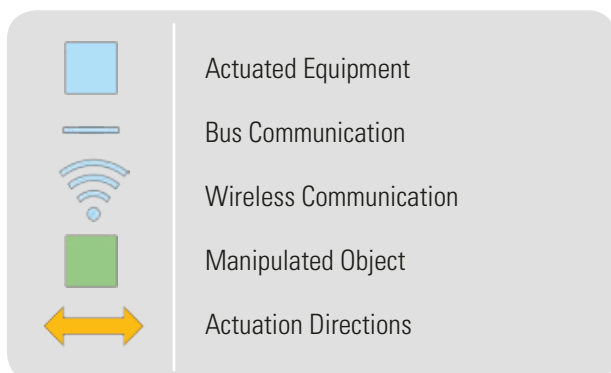 Actuated Equipment
Bus Communication
Wireless Communication
Manipulated Object
Actuation Directions